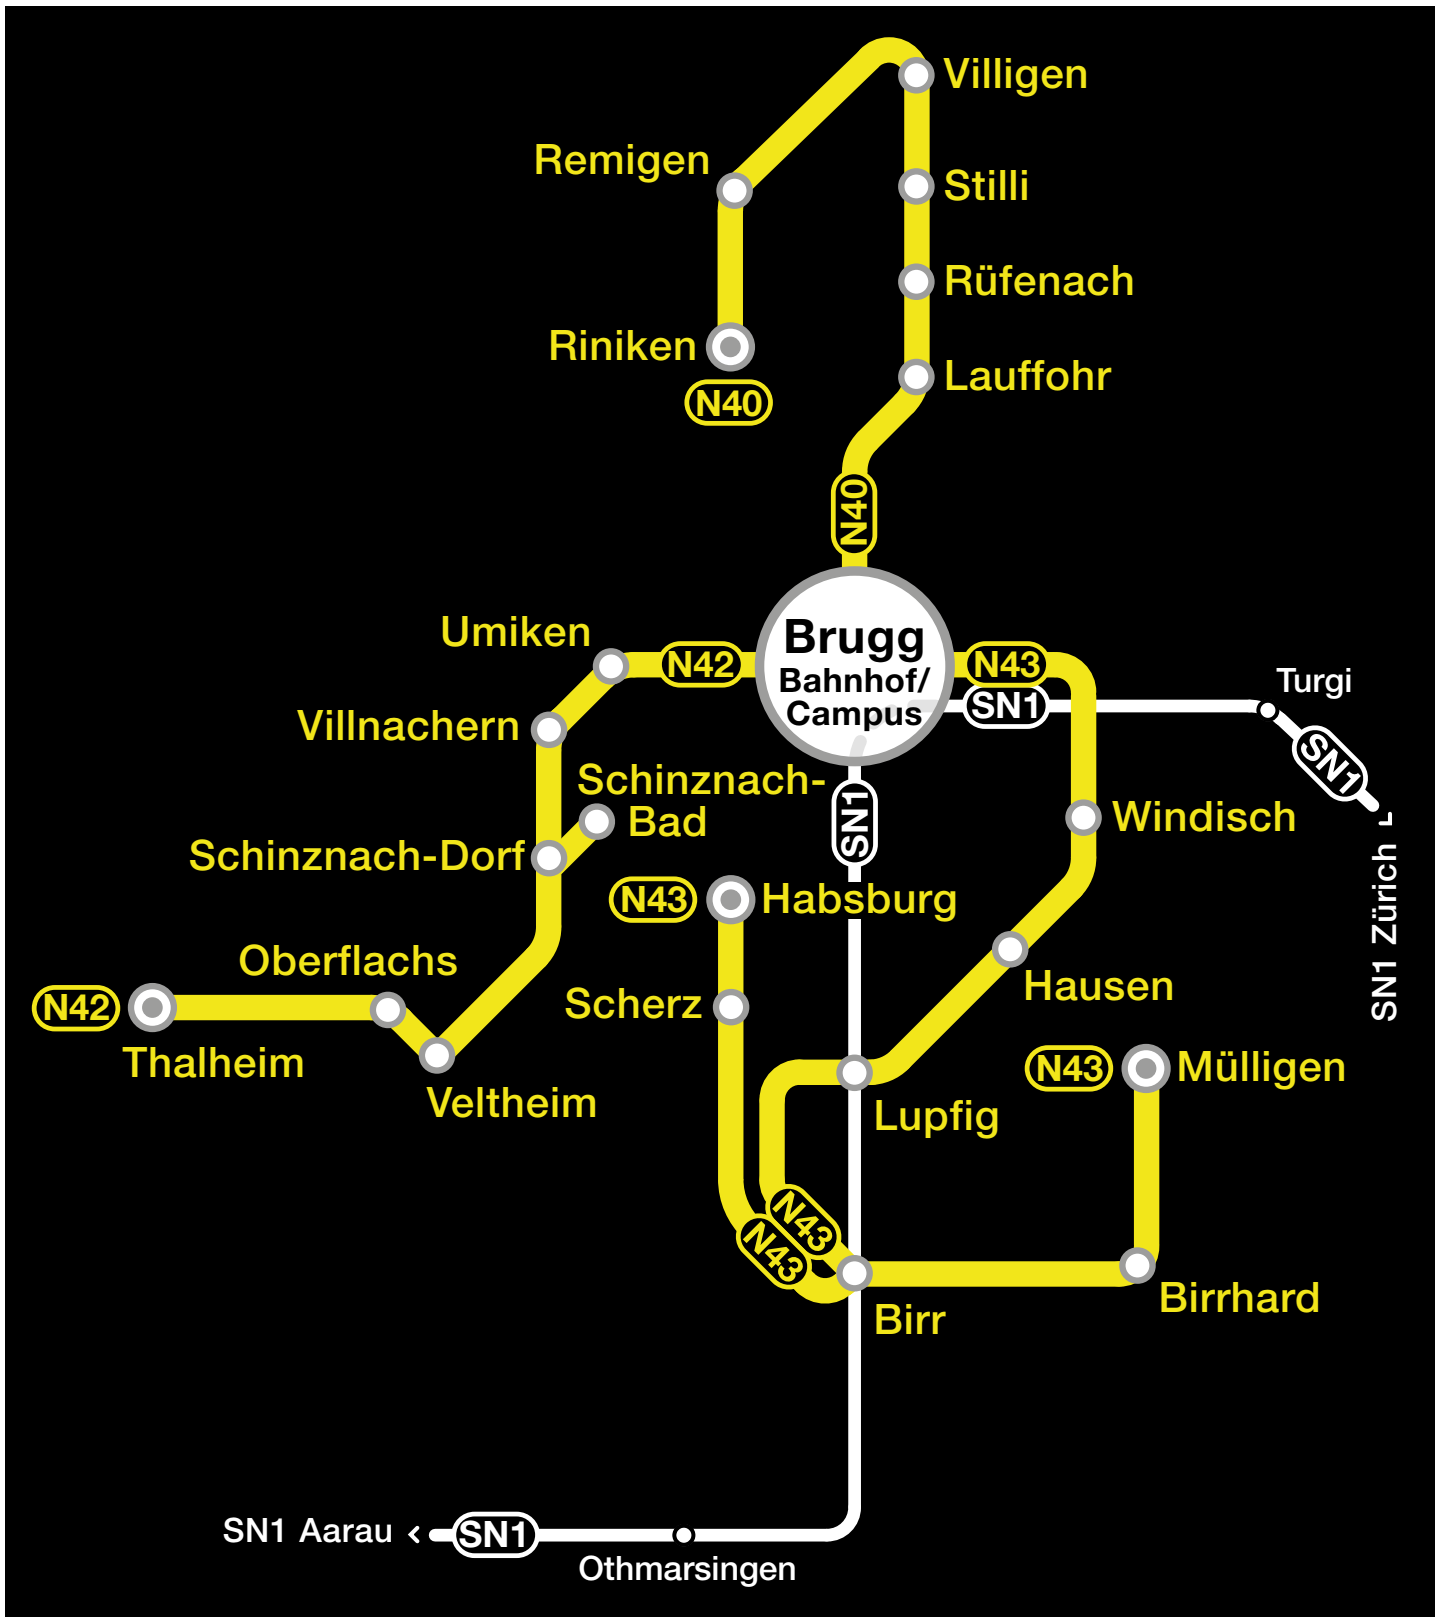 Villigen
Remigen
Stilli
Rüfenach
Riniken
Lauffohr
N40
N40
Umiken
N42
Brugg
Bahnhof/
Campus
N43
SN1
Turgi
SN1
Villnachern
Schinznach-
Bad
SN1
Windisch
Schinznach-Dorf
N43
Habsburg
SN1 Zürich
Oberflachs
Hausen
N42
Scherz
Thalheim
N43
Mülligen
Veltheim
Lupfig
N43
N43
Birr
Birrhard
SN1 Aarau
SN1
Othmarsingen